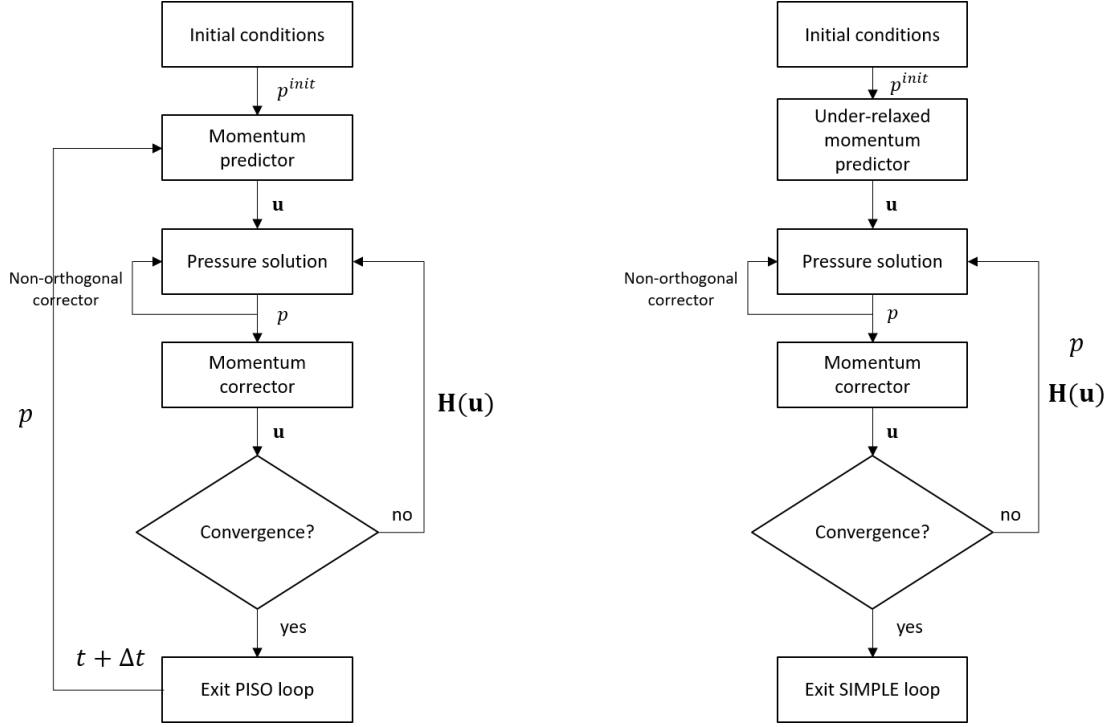 Initial conditions
p^{init}
Momentum
predictor
u
Pressure solution
Non-orthogonal
corrector
p
Momentum
corrector
H(u)
p
u
Convergence?
no
yes
t + Δt
Exit PISO loop
Initial conditions
p^{init}
Under-relaxed
momentum
predictor
u
Pressure solution
Non-orthogonal
corrector
p
p
Momentum
corrector
H(u)
u
Convergence?
no
yes
Exit SIMPLE loop